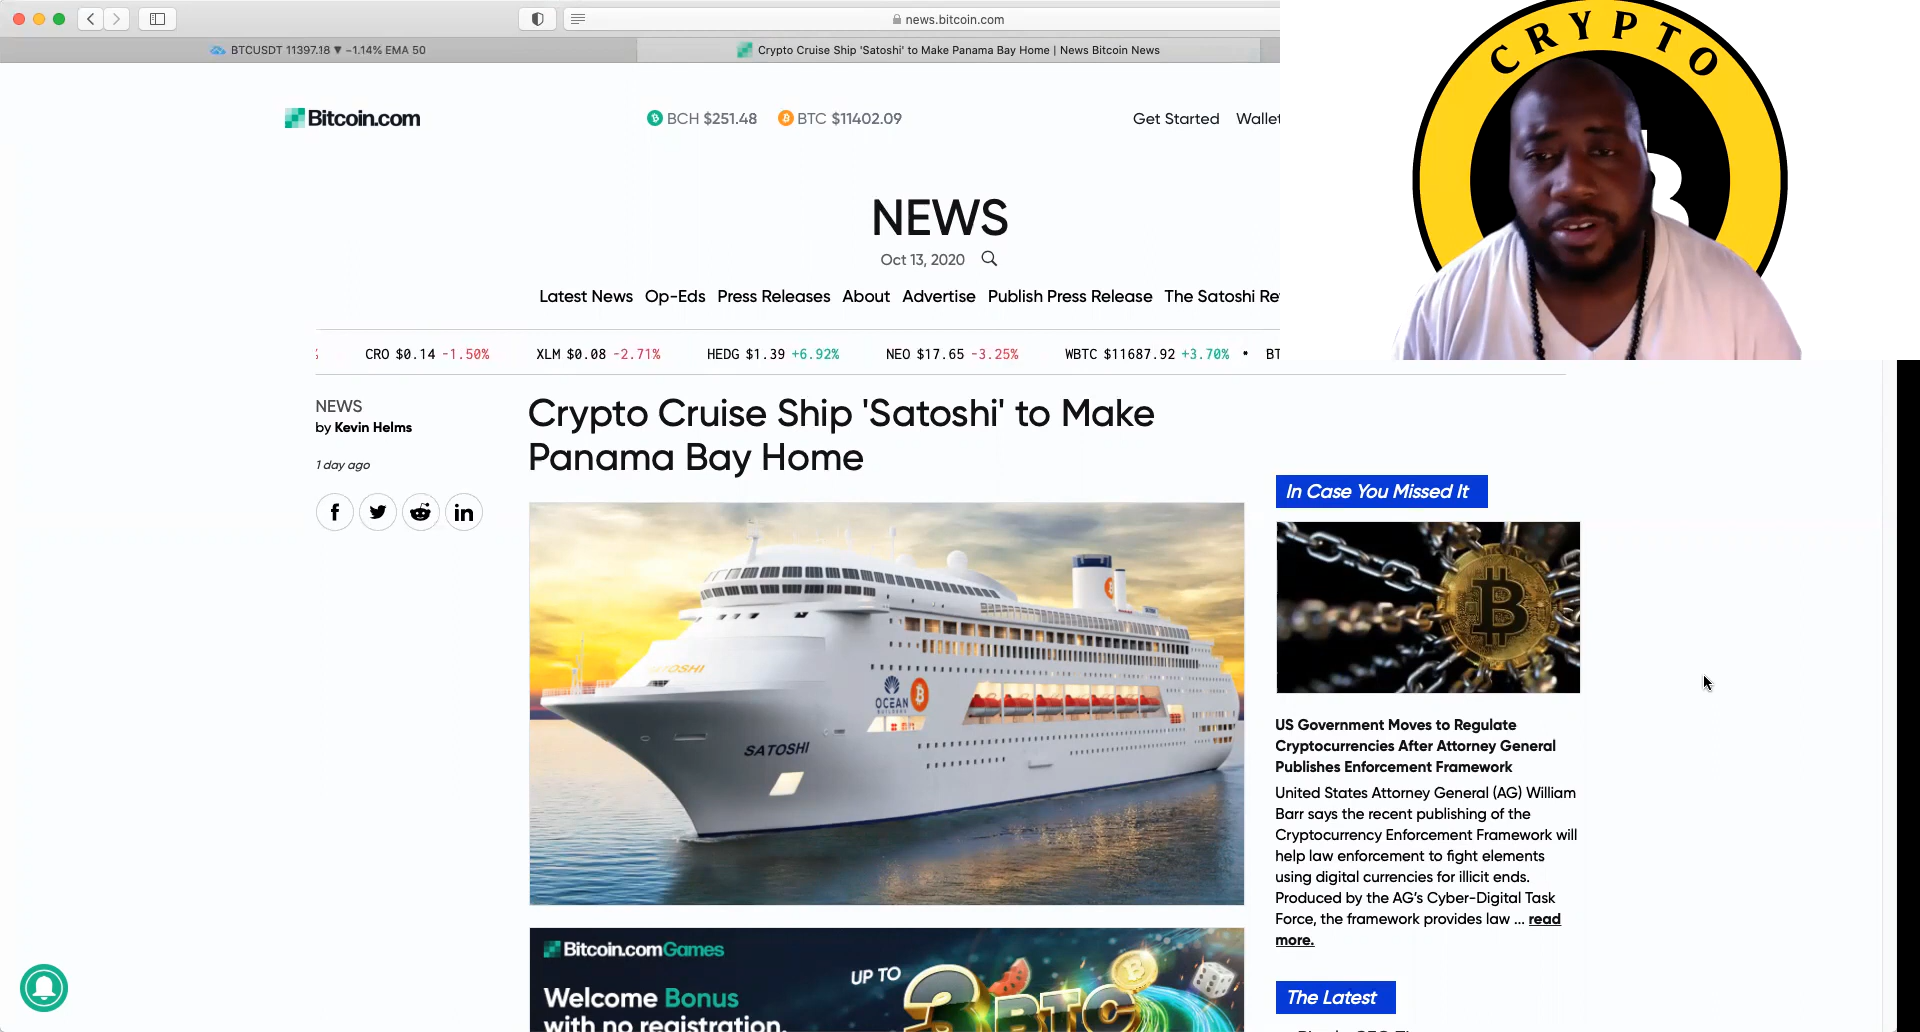 news.bitcoin.com
BTCUSDT 11397.18 ▼ −1.14% EMA 50
Crypto Cruise Ship 'Satoshi' to Make Panama Bay Home | News Bitcoin News
Bitcoin.com
BCH $251.48
BTC $11402.09
Get Started
Wallet
CRYPTO
NEWS
Oct 13, 2020
Latest News Op-Eds Press Releases About Advertise Publish Press Release The Satoshi Re
CRO $0.14 -1.50% XLM $0.08 -2.71% HEDG $1.39 +6.92% NEO $17.65 -3.25% WBTC $11687.92 +3.70% • BT
NEWS
by Kevin Helms
1 day ago
Crypto Cruise Ship 'Satoshi' to Make
Panama Bay Home
SATOSHI
OCEAN
BUILDERS
SATOSHI
Bitcoin.com Games
Welcome Bonus
with no registration.
UP TO
3 BTC
In Case You Missed It
US Government Moves to Regulate
Cryptocurrencies After Attorney General
Publishes Enforcement Framework
United States Attorney General (AG) William
Barr says the recent publishing of the
Cryptocurrency Enforcement Framework will
help law enforcement to fight elements
using digital currencies for illicit ends.
Produced by the AG's Cyber-Digital Task
Force, the framework provides law ... read
more.
The Latest